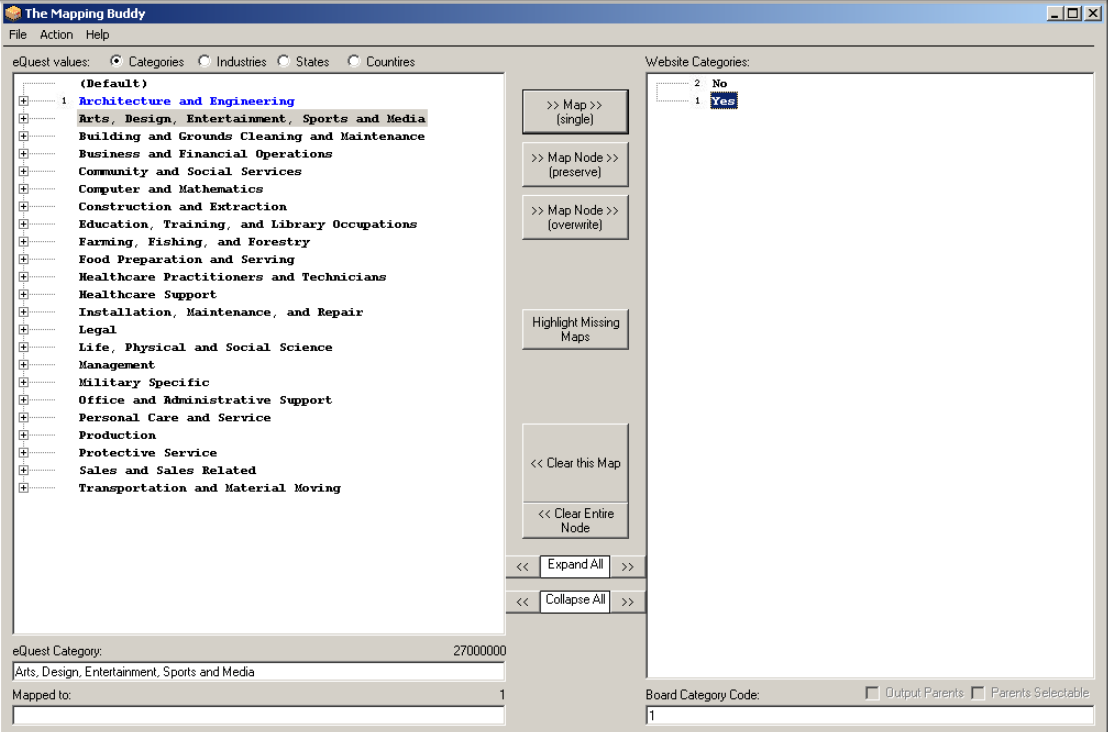 The Mapping Buddy
File Action Help
eQuest values: Categories Industries States Countires
(Default)
1 Architecture and Engineering
Arts, Design, Entertainment, Sports and Media
Building and Grounds Cleaning and Maintenance
Business and Financial Operations
Community and Social Services
Computer and Mathematics
Construction and Extraction
Education, Training, and Library Occupations
Farming, Fishing, and Forestry
Food Preparation and Serving
Healthcare Practitioners and Technicians
Healthcare Support
Installation, Maintenance, and Repair
Legal
Life, Physical and Social Science
Management
Military Specific
Office and Administrative Support
Personal Care and Service
Production
Protective Service
Sales and Sales Related
Transportation and Material Moving
eQuest Category: 27000000
Arts, Design, Entertainment, Sports and Media
Mapped to: 1
>> Map >>
(single)
>> Map Node >>
(preserve)
>> Map Node >>
(overwrite)
Highlight Missing
Maps
<< Clear this Map
<< Clear Entire
Node
<< Expand All >>
<< Collapse All >>
Website Categories:
2 No
1 Yes
Board Category Code: Output Parents Parents Selectable
1